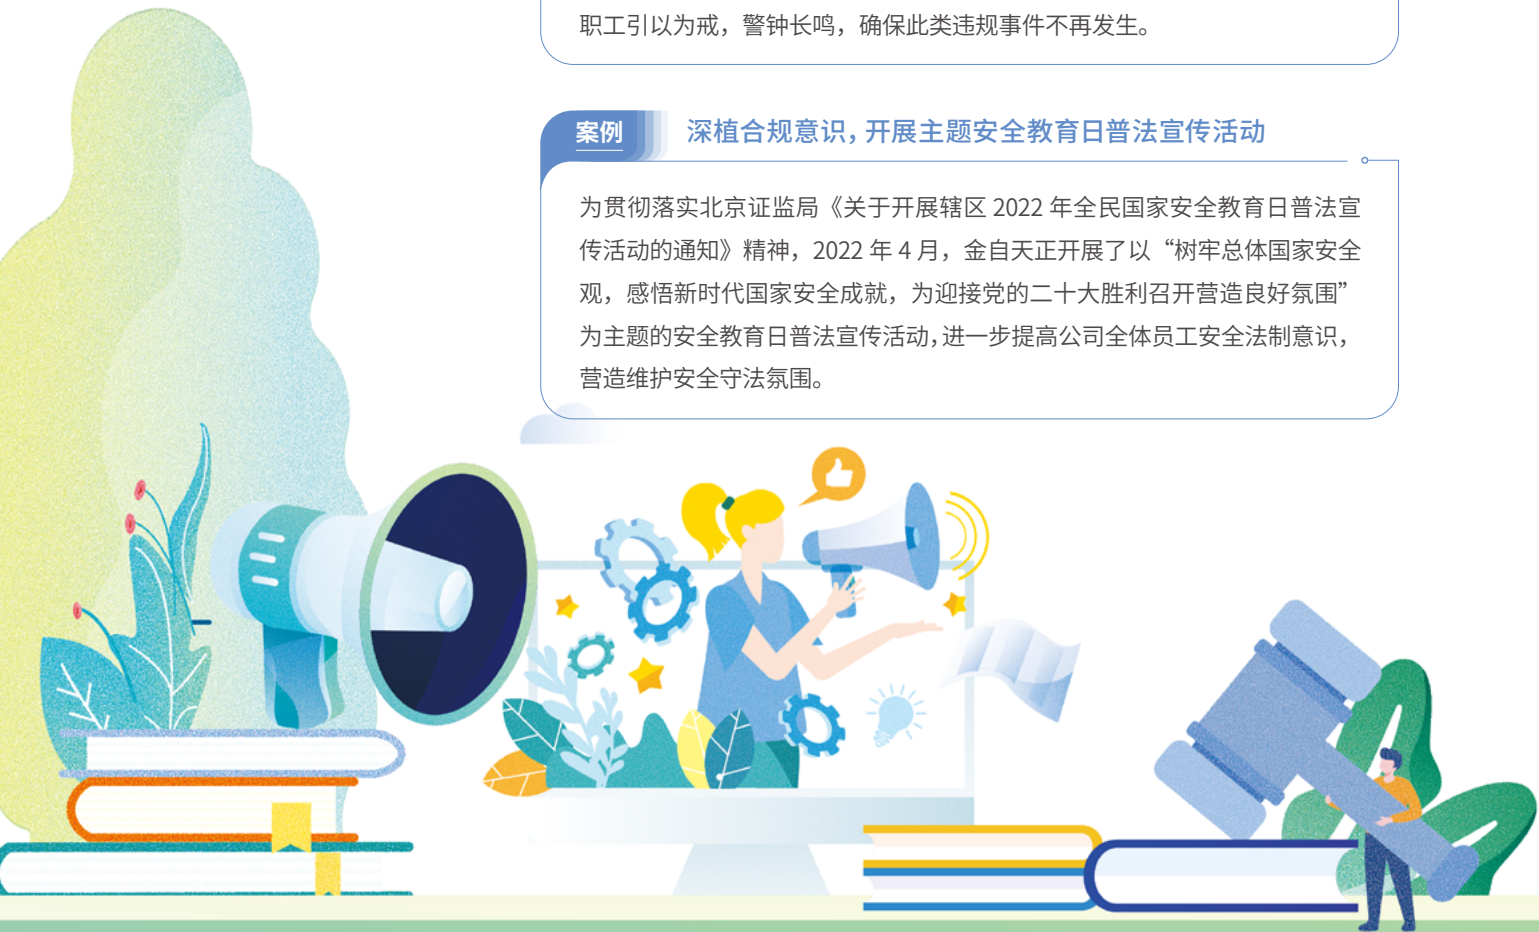 职工引以为戒，警钟长鸣，确保此类违规事件不再发生。
案例
深植合规意识，开展主题安全教育日普法宣传活动
为贯彻落实北京证监局《关于开展辖区 2022 年全民国家安全教育日普法宣
传活动的通知》精神，2022 年 4 月，金自天正开展了以“树牢总体国家安全
观，感悟新时代国家安全成就，为迎接党的二十大胜利召开营造良好氛围”
为主题的安全教育日普法宣传活动，进一步提高公司全体员工安全法制意识，
营造维护安全守法氛围。